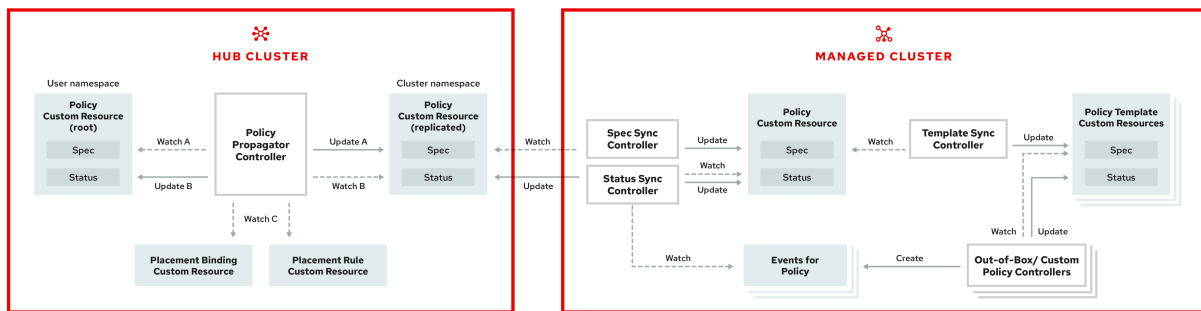 HUB CLUSTER
User namespace
Policy
Custom Resource
(root)
Spec
Status
Watch A
Update B
Policy
Propagator
Controller
Update A
Watch B
Watch C
Cluster namespace
Policy
Custom Resource
(replicated)
Spec
Status
Placement Binding
Custom Resource
Placement Rule
Custom Resource
MANAGED CLUSTER
Watch
Update
Spec Sync
Controller
Status Sync
Controller
Update
Watch
Update
Watch
Policy
Custom Resource
Spec
Status
Watch
Template Sync
Controller
Update
Policy Template
Custom Resources
Spec
Status
Watch
Update
Events for
Policy
Create
Out-of-Box/ Custom
Policy Controllers